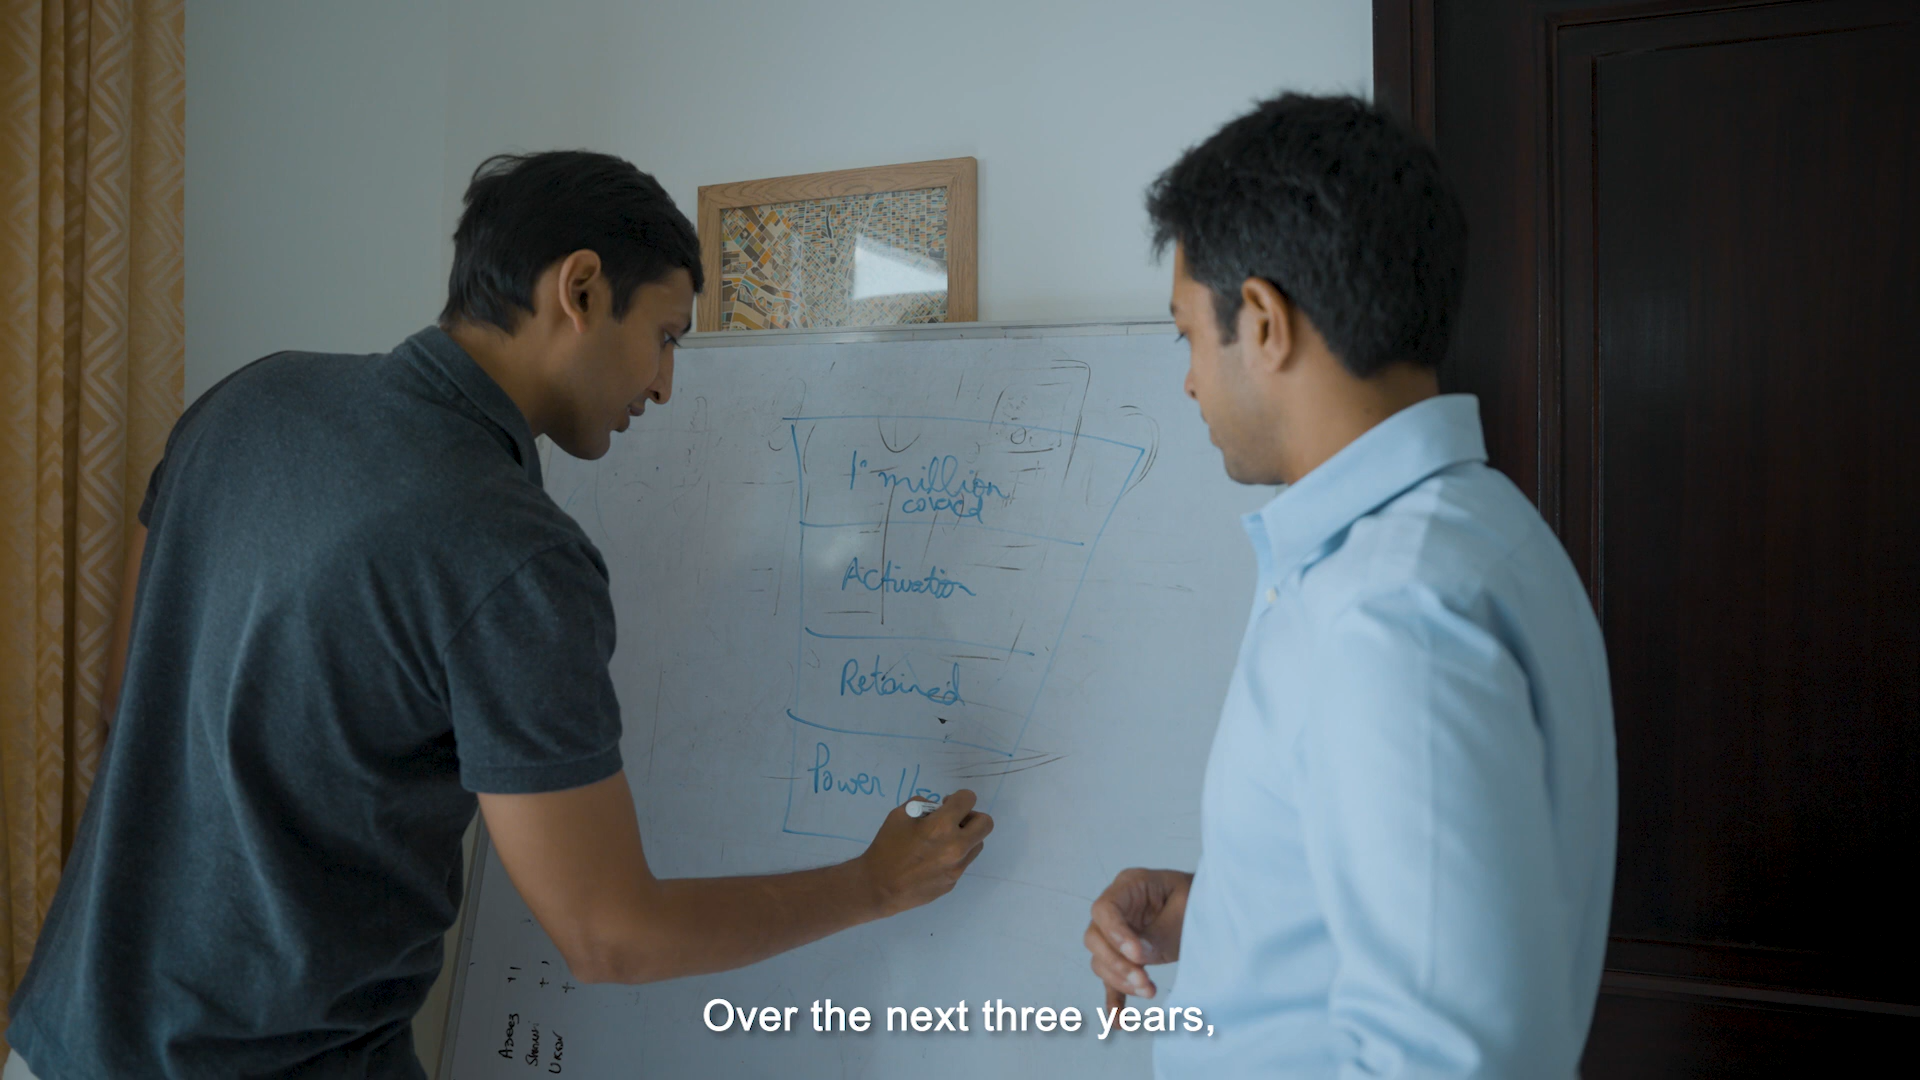 1 million
covered
Activation
Retained
Power Use
Over the next three years,